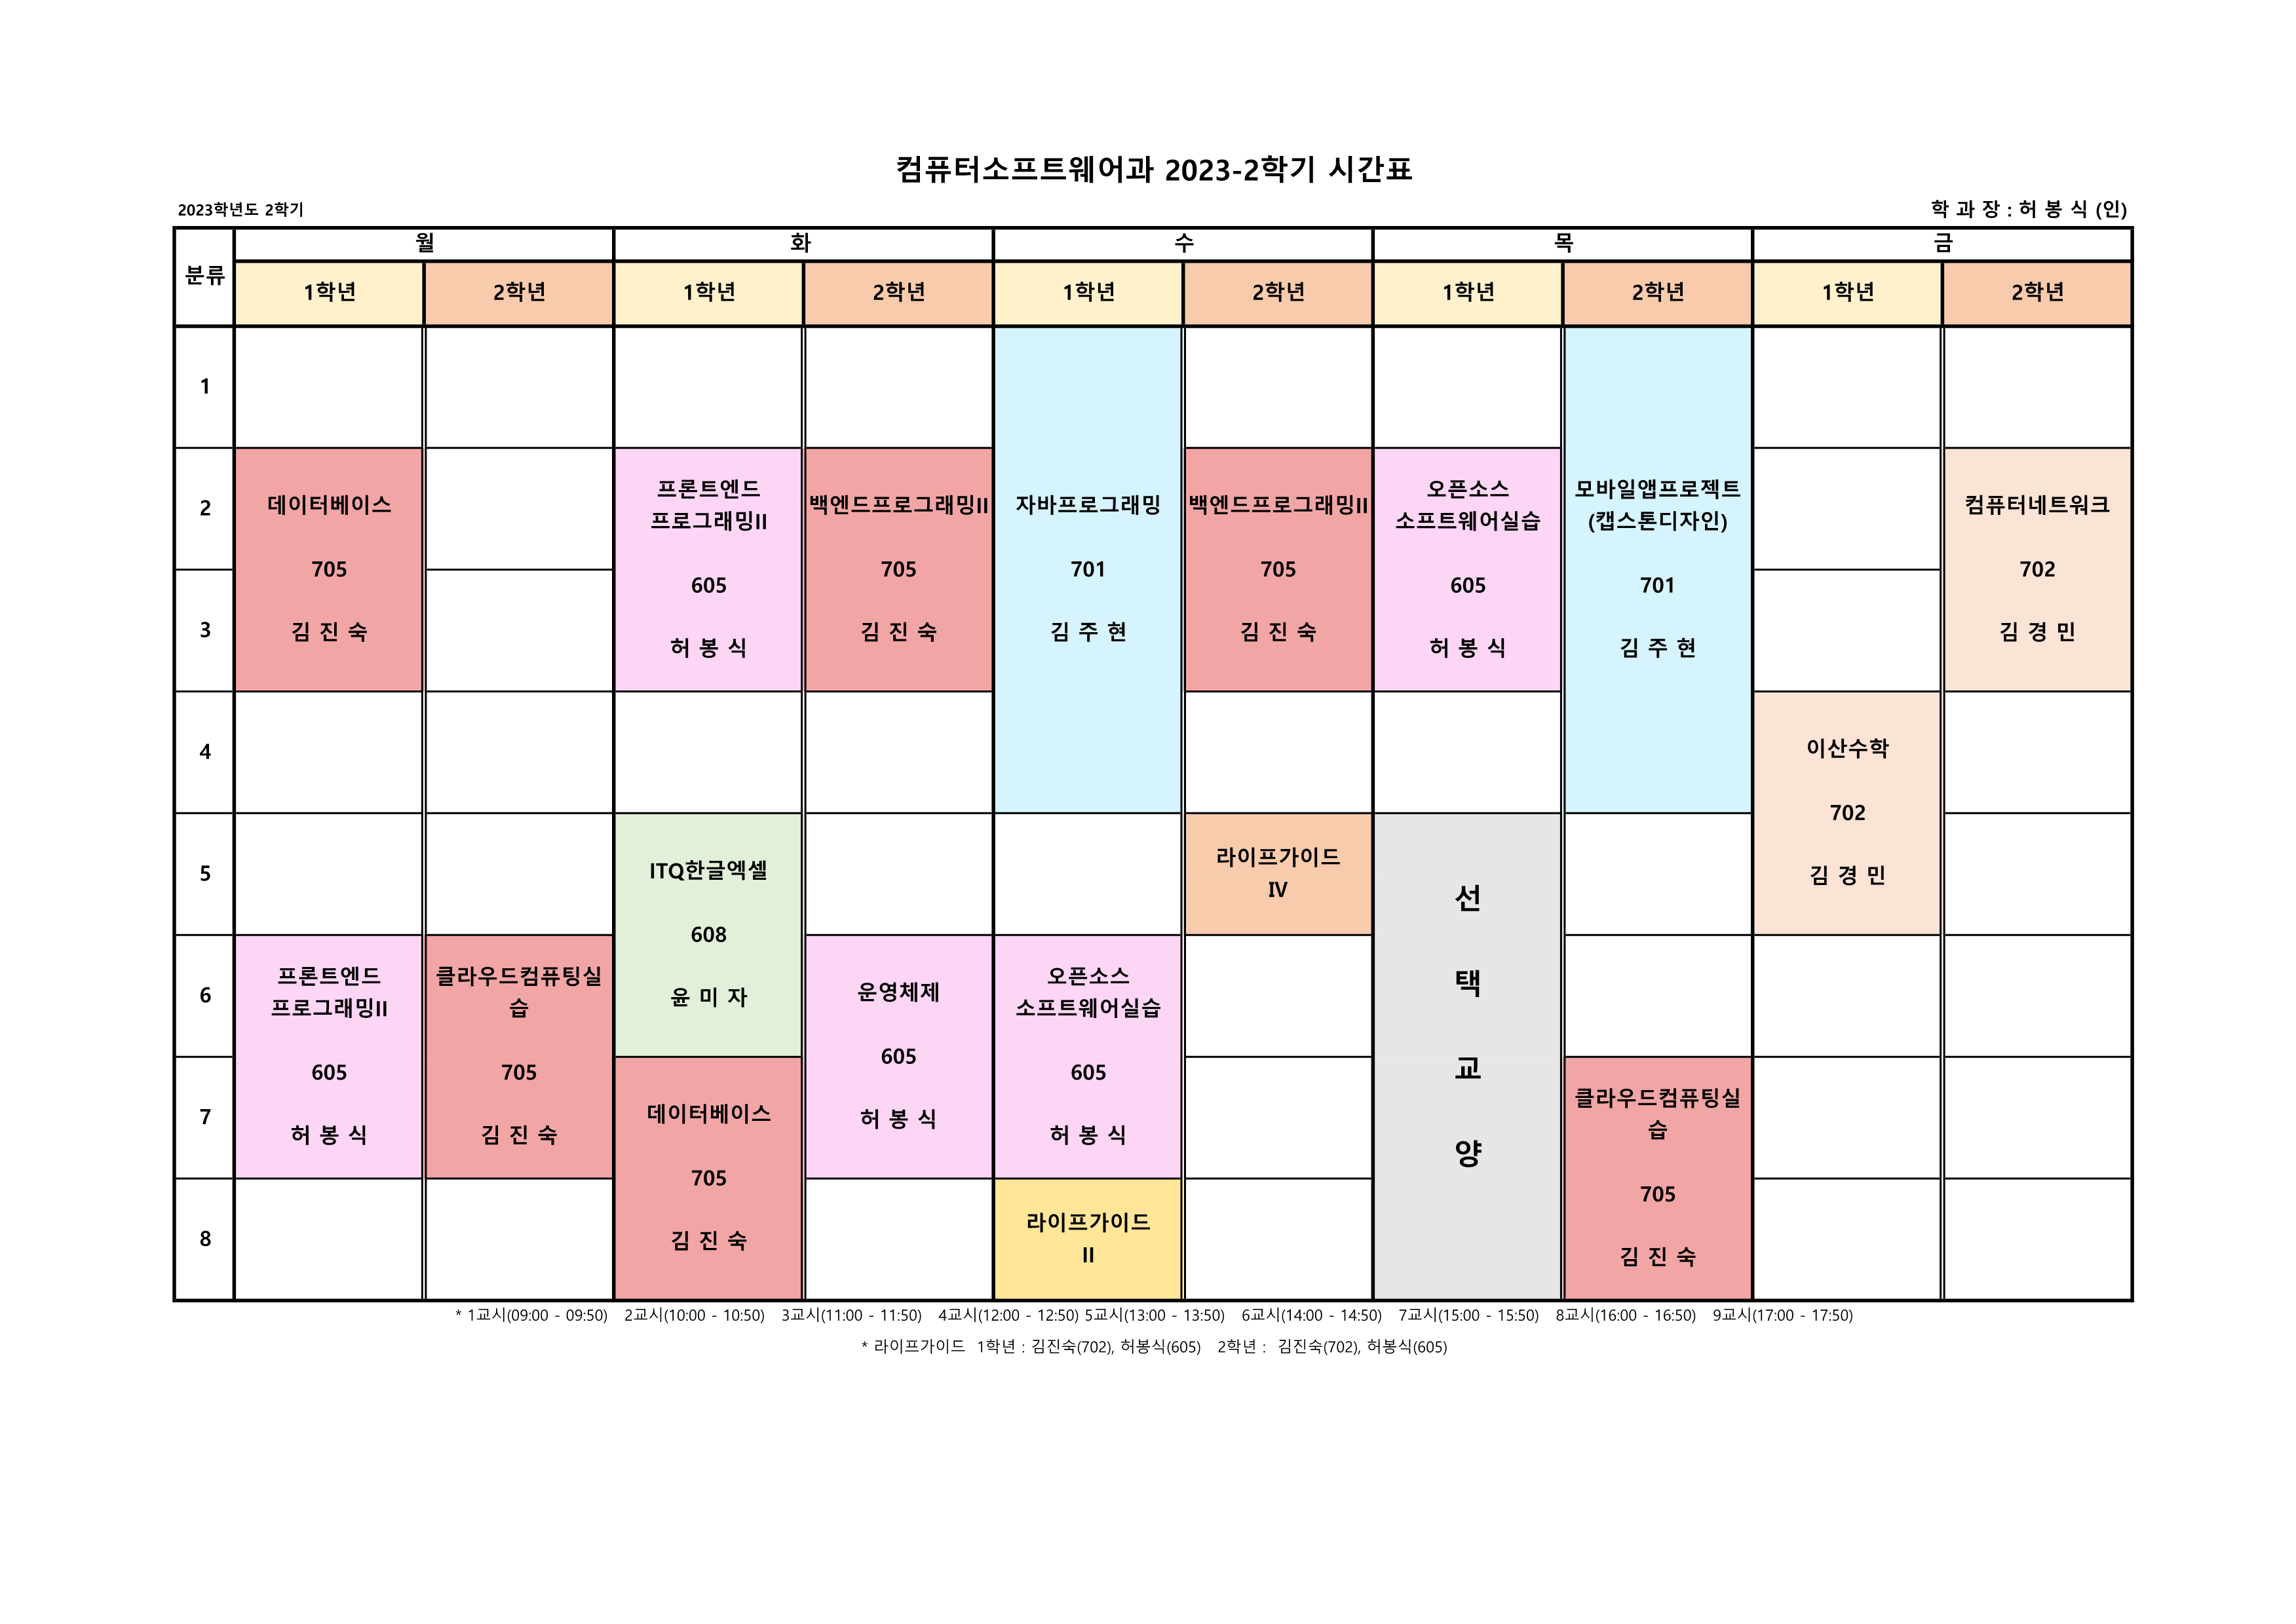 컴퓨터소프트웨어과 2023-2학기 시간표
2023학년도 2학기
학 과 장 : 허 봉 식 (인)
분류
월
화
수
목
금
1학년
2학년
1학년
2학년
1학년
2학년
1학년
2학년
1학년
2학년
1
2
3
4
5
6
7
8
데이터베이스
705
김 진 숙
프론트엔드
프로그래밍II
605
허 봉 식
클라우드컴퓨팅실
습
705
김 진 숙
프론트엔드
프로그래밍II
605
허 봉 식
ITQ한글엑셀
608
윤 미 자
데이터베이스
705
김 진 숙
백엔드프로그래밍II
705
김 진 숙
운영체제
605
허 봉 식
자바프로그래밍
701
김 주 현
오픈소스
소프트웨어실습
605
허 봉 식
라이프가이드
II
백엔드프로그래밍II
705
김 진 숙
라이프가이드
IV
오픈소스
소프트웨어실습
605
허 봉 식
선
택
교
양
모바일앱프로젝트
(캡스톤디자인)
701
김 주 현
클라우드컴퓨팅실
습
705
김 진 숙
이산수학
702
김 경 민
컴퓨터네트워크
702
김 경 민
* 1교시(09:00 - 09:50) 2교시(10:00 - 10:50) 3교시(11:00 - 11:50) 4교시(12:00 - 12:50) 5교시(13:00 - 13:50) 6교시(14:00 - 14:50) 7교시(15:00 - 15:50) 8교시(16:00 - 16:50) 9교시(17:00 - 17:50)
* 라이프가이드 1학년 : 김진숙(702), 허봉식(605) 2학년 : 김진숙(702), 허봉식(605)